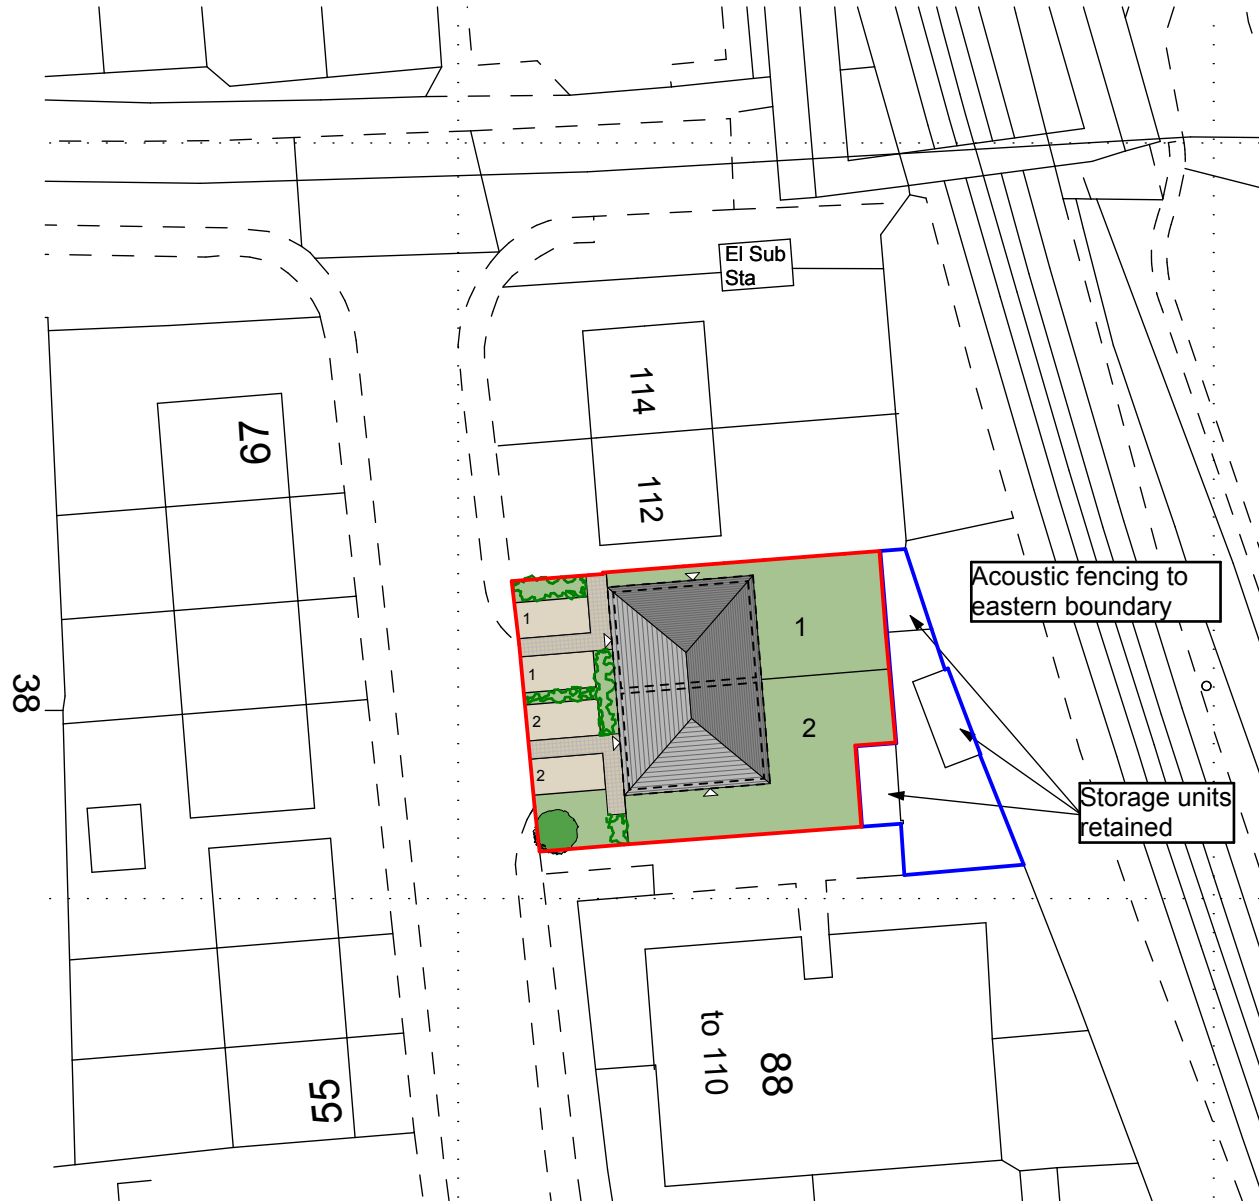 El Sub
Sta
114
112
67
Acoustic fencing to
eastern boundary
1
1
1
2
2
2
38
Storage units
retained
to 110
88
55